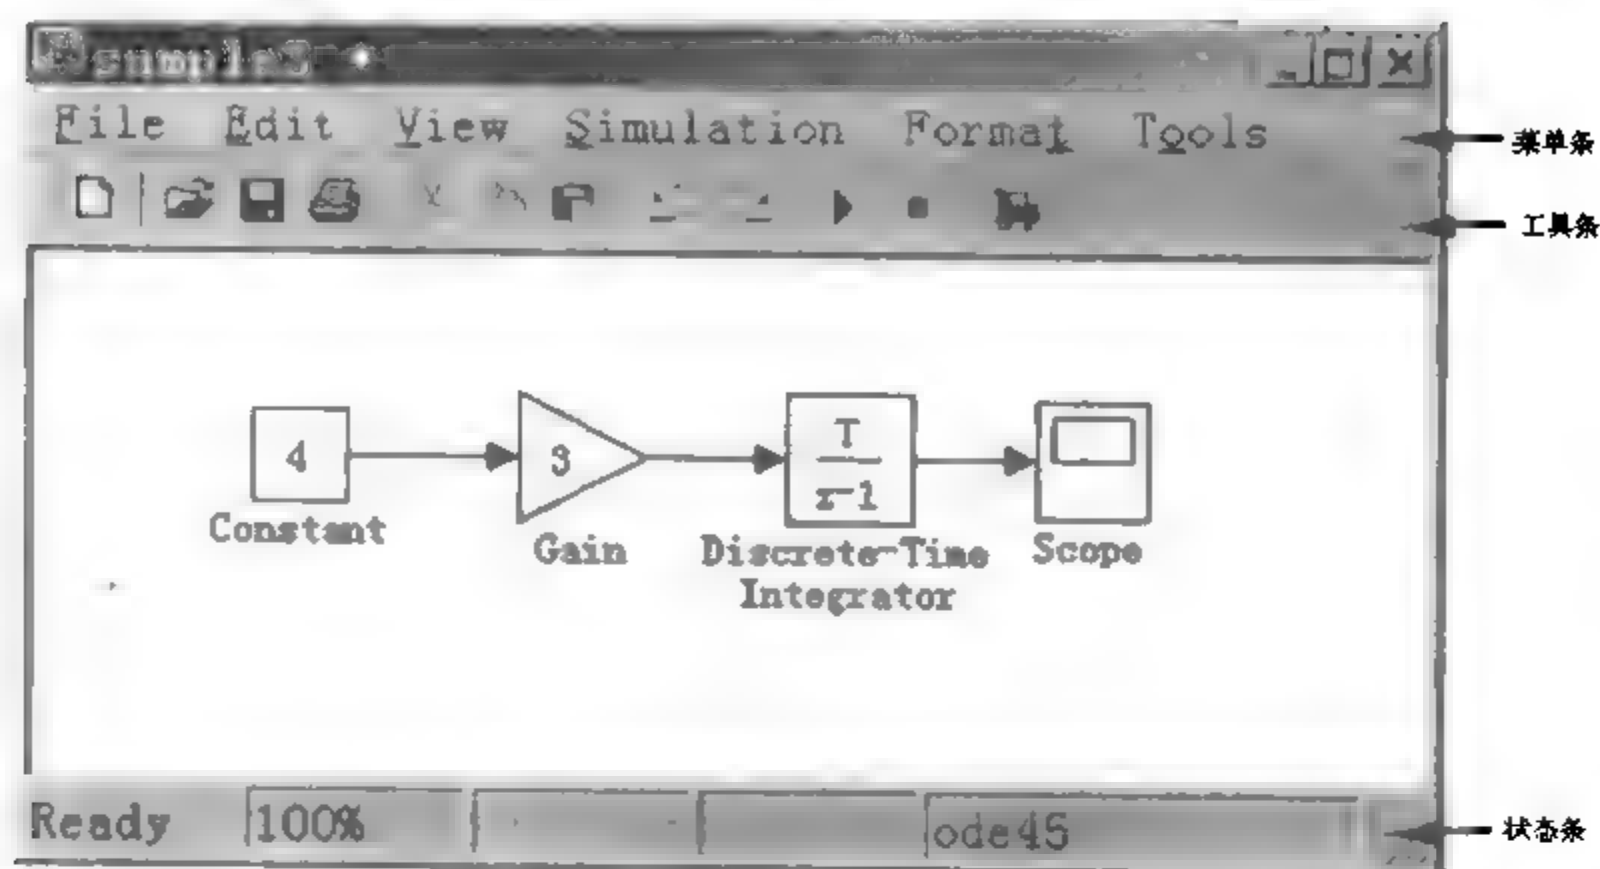 File Edit View Simulation Format Tools
菜单条
工具条
4
3
T
z-1
Constant
Gain
Discrete-Time
Integrator
Scope
Ready 100% ode45
状态条